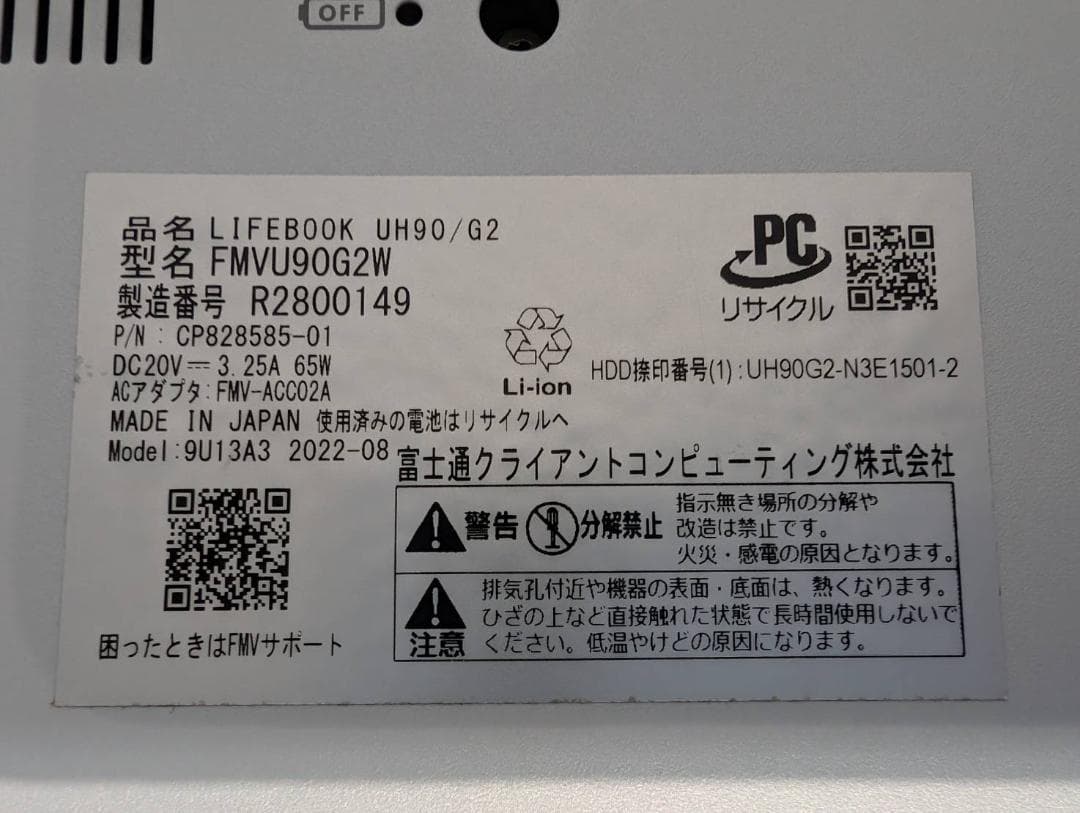 OFF
品名 LIFEBOOK UH90/G2
型名 FMVU90G2W
製造番号 R2800149
P/N : CP828585-01
DC20V⎓3.25A 65W
ACアダプタ:FMV-ACC02A
MADE IN JAPAN 使用済みの電池はリサイクルへ
Model:9U13A3 2022-08
Li-ion
PC
リサイクル
HDD捺印番号(1):UH90G2-N3E1501-2
富士通クライアントコンピューティング株式会社
警告 分解禁止
指示無き場所の分解や
改造は禁止です。
火災・感電の原因となります。
注意
排気孔付近や機器の表面・底面は、熱くなります。
ひざの上など直接触れた状態で長時間使用しないで
ください。低温やけどの原因になります。
困ったときはFMVサポート